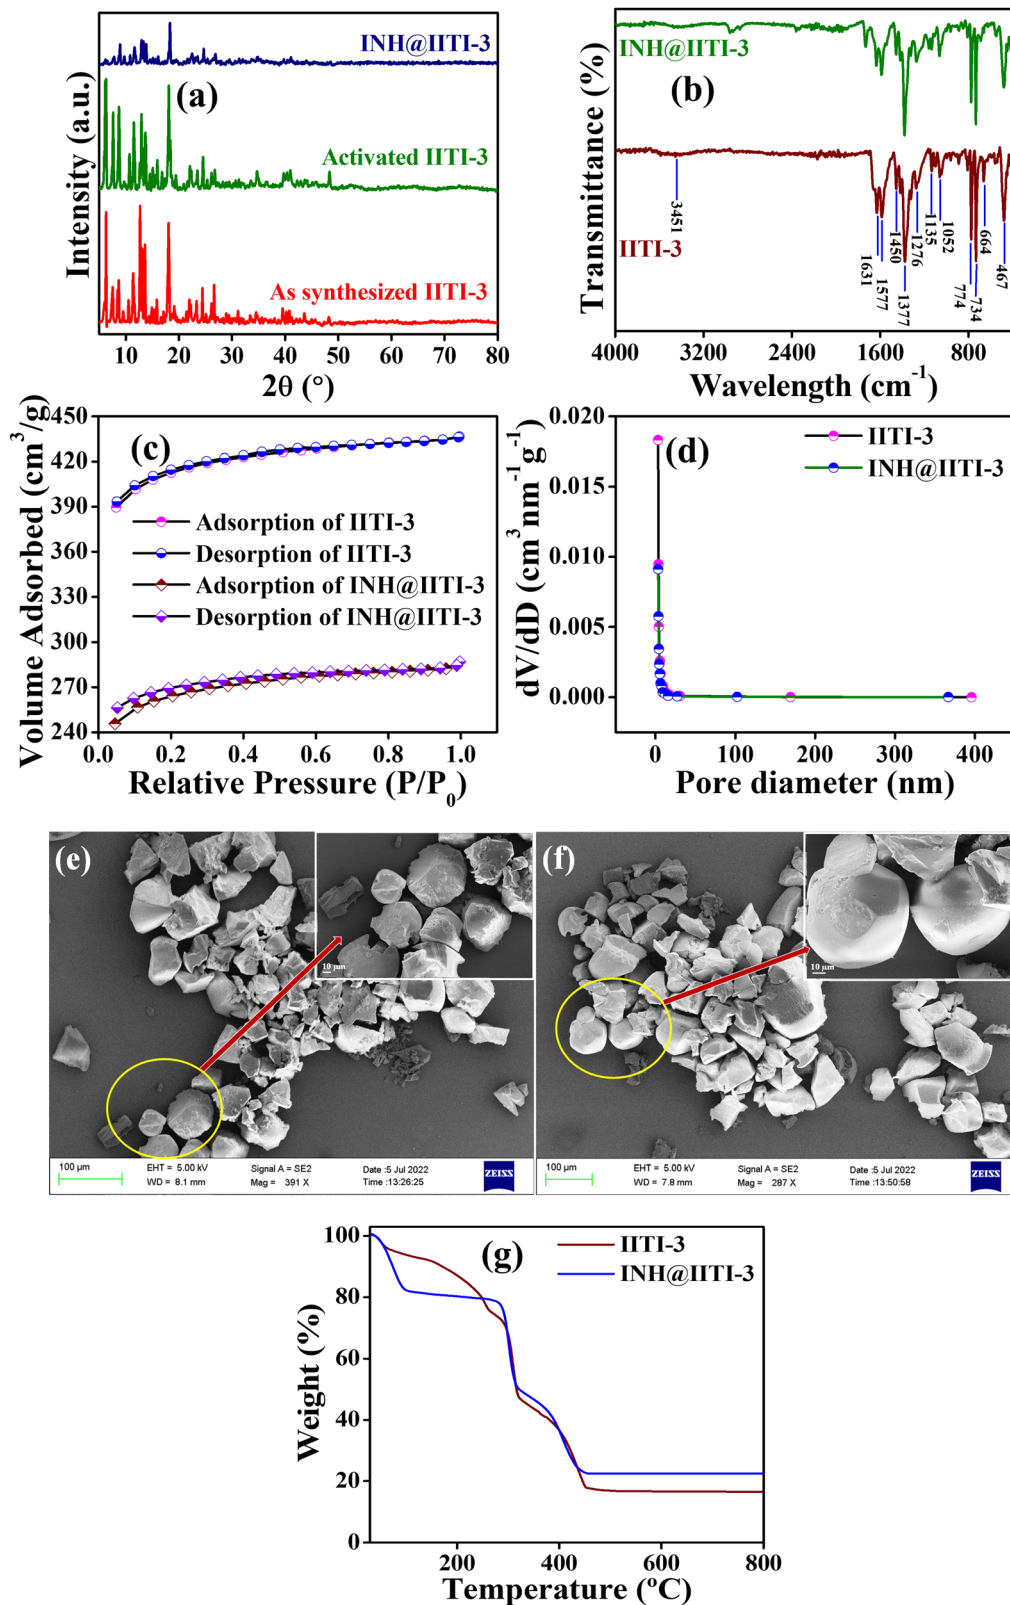 INH@IITI-3
(a)
Activated IITI-3
As synthesized IITI-3
Intensity (a.u.)
10 20 30 40 50 60 70 80
2θ (°)
INH@IITI-3
(b)
IITI-3
3451
1631
1577
1450
1377
1276
1135
1052
774
734
664
467
Transmittance (%)
4000 3200 2400 1600 800
Wavelength (cm⁻¹)
450
420
390
360
330
300
270
240
(c)
Adsorption of IITI-3
Desorption of IITI-3
Adsorption of INH@IITI-3
Desorption of INH@IITI-3
Volume Adsorbed (cm³/g)
0.0 0.2 0.4 0.6 0.8 1.0
Relative Pressure (P/P₀)
0.020
0.015
0.010
0.005
0.000
(d)
IITI-3
INH@IITI-3
dV/dD (cm³ nm⁻¹g⁻¹)
0 100 200 300 400
Pore diameter (nm)
(e)
10 µm
100 µm
EHT = 5.00 kV
WD = 8.1 mm
Signal A = SE2
Mag = 391 X
Date :5 Jul 2022
Time :13:26:25
ZEISS
(f)
10 µm
100 µm
EHT = 5.00 kV
WD = 7.8 mm
Signal A = SE2
Mag = 287 X
Date :5 Jul 2022
Time :13:50:58
ZEISS
100
80
60
40
20
0
(g)
IITI-3
INH@IITI-3
Weight (%)
200 400 600 800
Temperature (ºC)